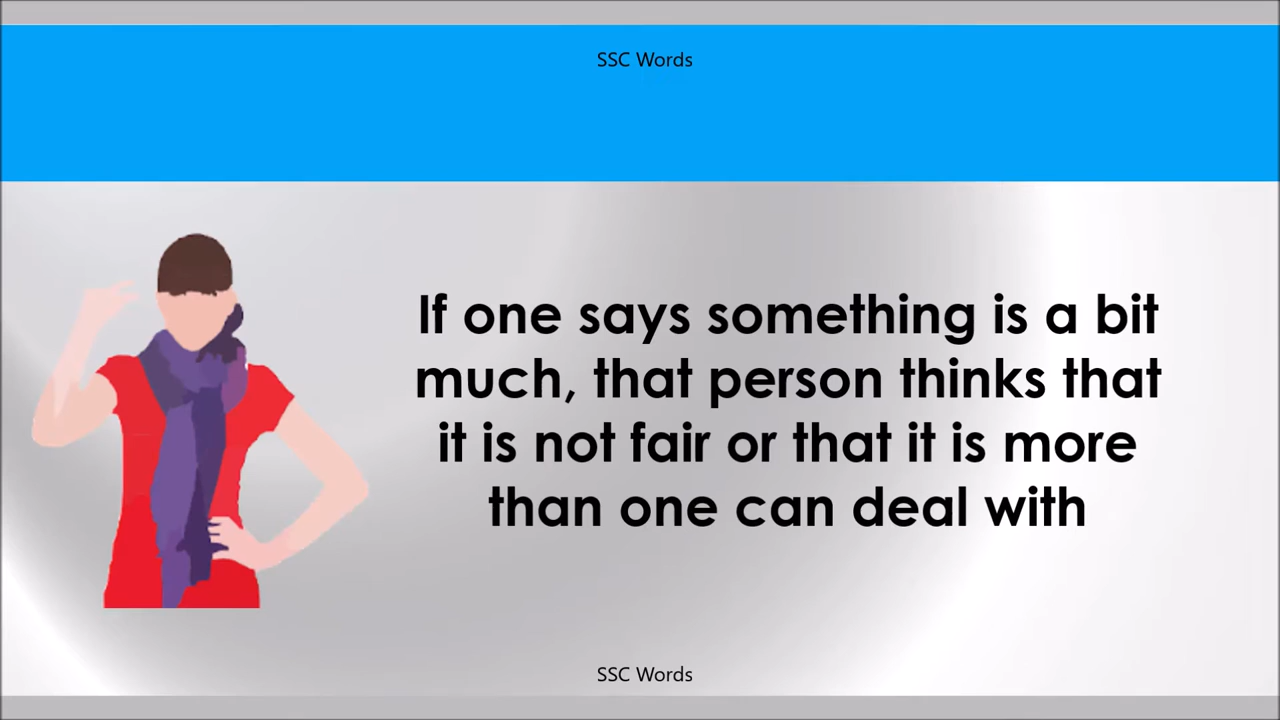 SSC Words
If one says something is a bit
much, that person thinks that
it is not fair or that it is more
than one can deal with
SSC Words